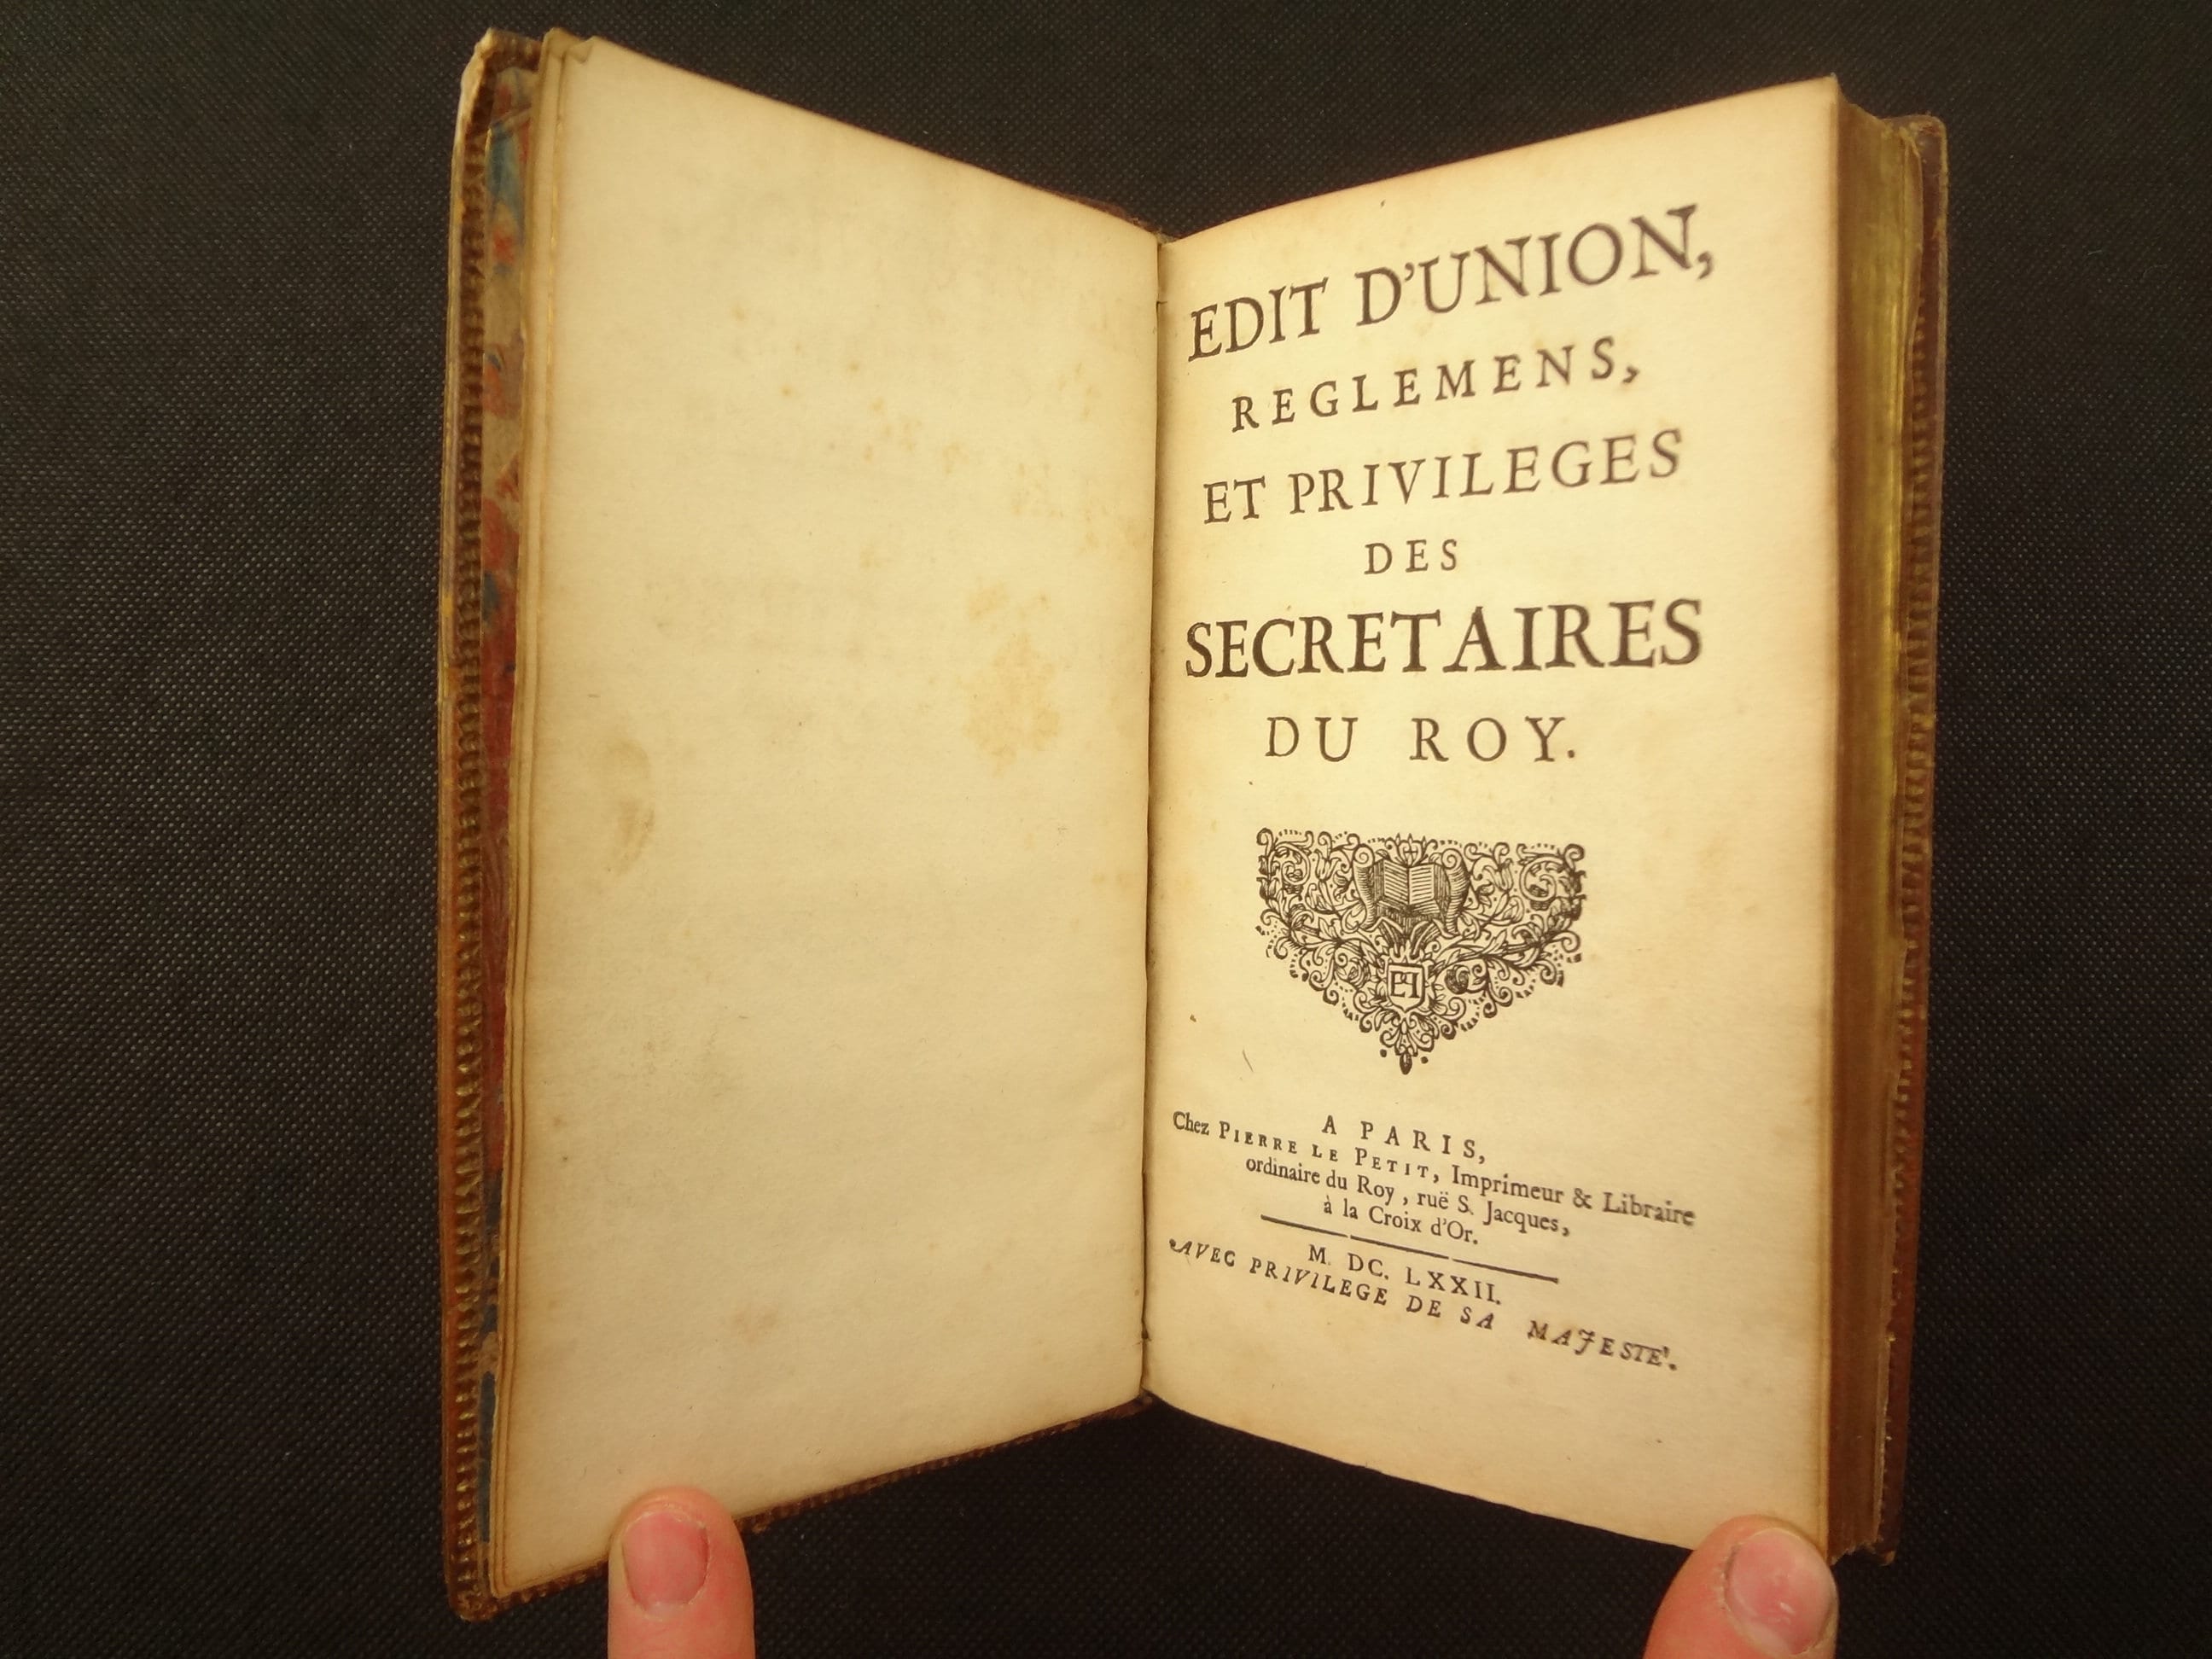 EDIT D'UNION,
REGLEMENS,
ET PRIVILEGES
DES
SECRETAIRES
DU ROY.
A PARIS,
Chez PIERRE LE PETIT, Imprimeur & Libraire
ordinaire du Roy, ruë S. Jacques,
à la Croix d'Or.
M. DC. LXXII.
AVEC PRIVILEGE DE SA MAJESTE'.